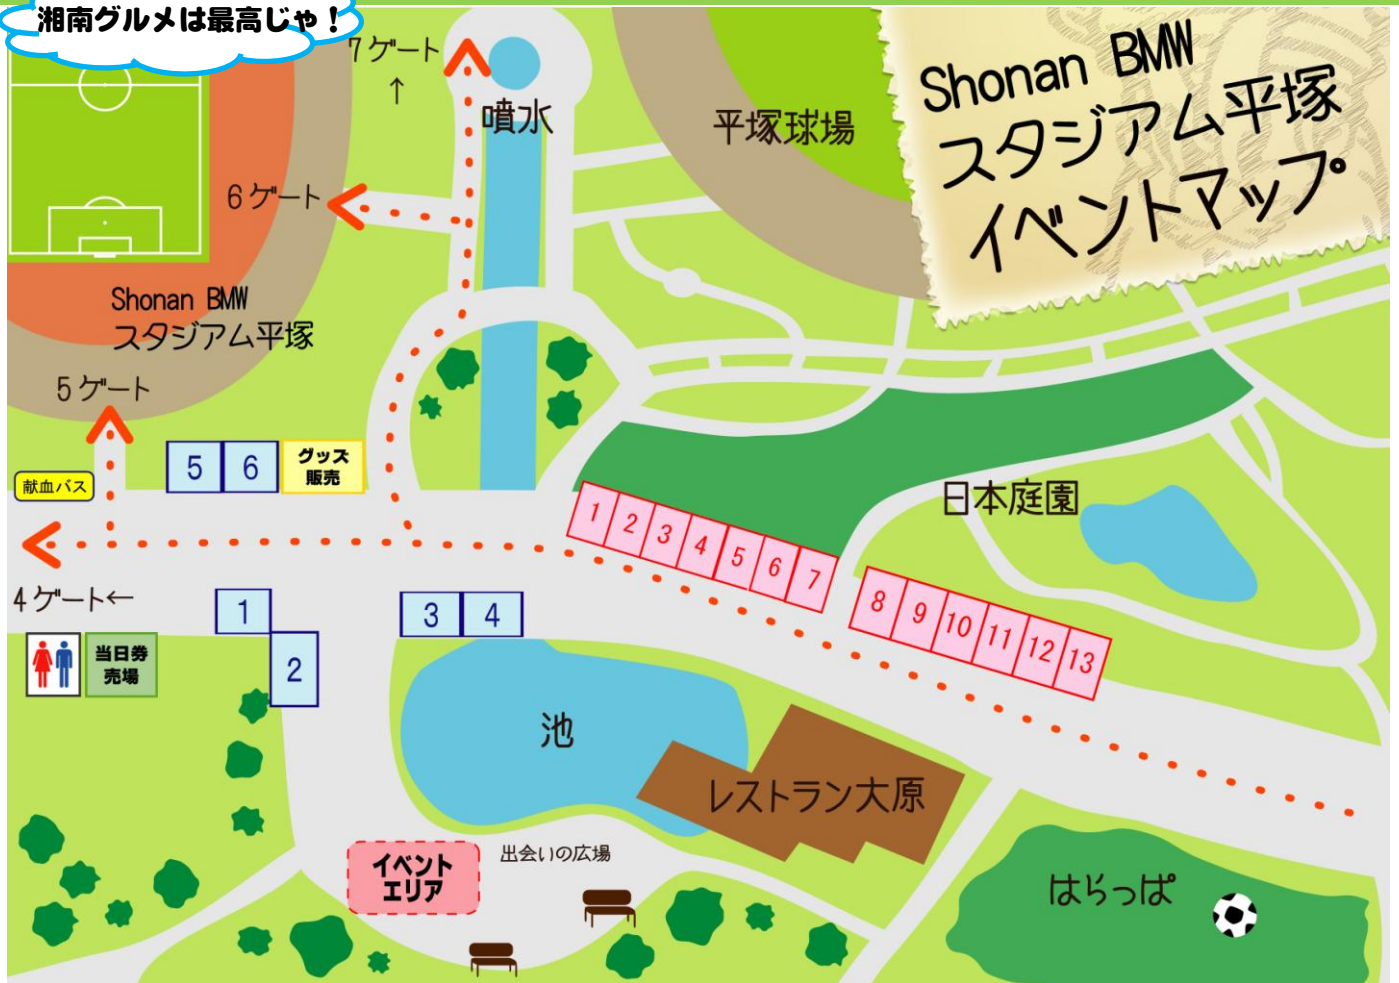 湘南グルメは最高じゃ！
Shonan BMW
スタジアム平塚
イベントマップ
7ゲート
↑
噴水
平塚球場
6ゲート
Shonan BMW
スタジアム平塚
5ゲート
献血バス
5
6
グッズ
販売
日本庭園
1
2
3
4
5
6
7
8
9
10
11
12
13
4ゲート←
当日券
売場
1
2
3
4
池
レストラン大原
イベント
エリア
出会いの広場
はらっぱ